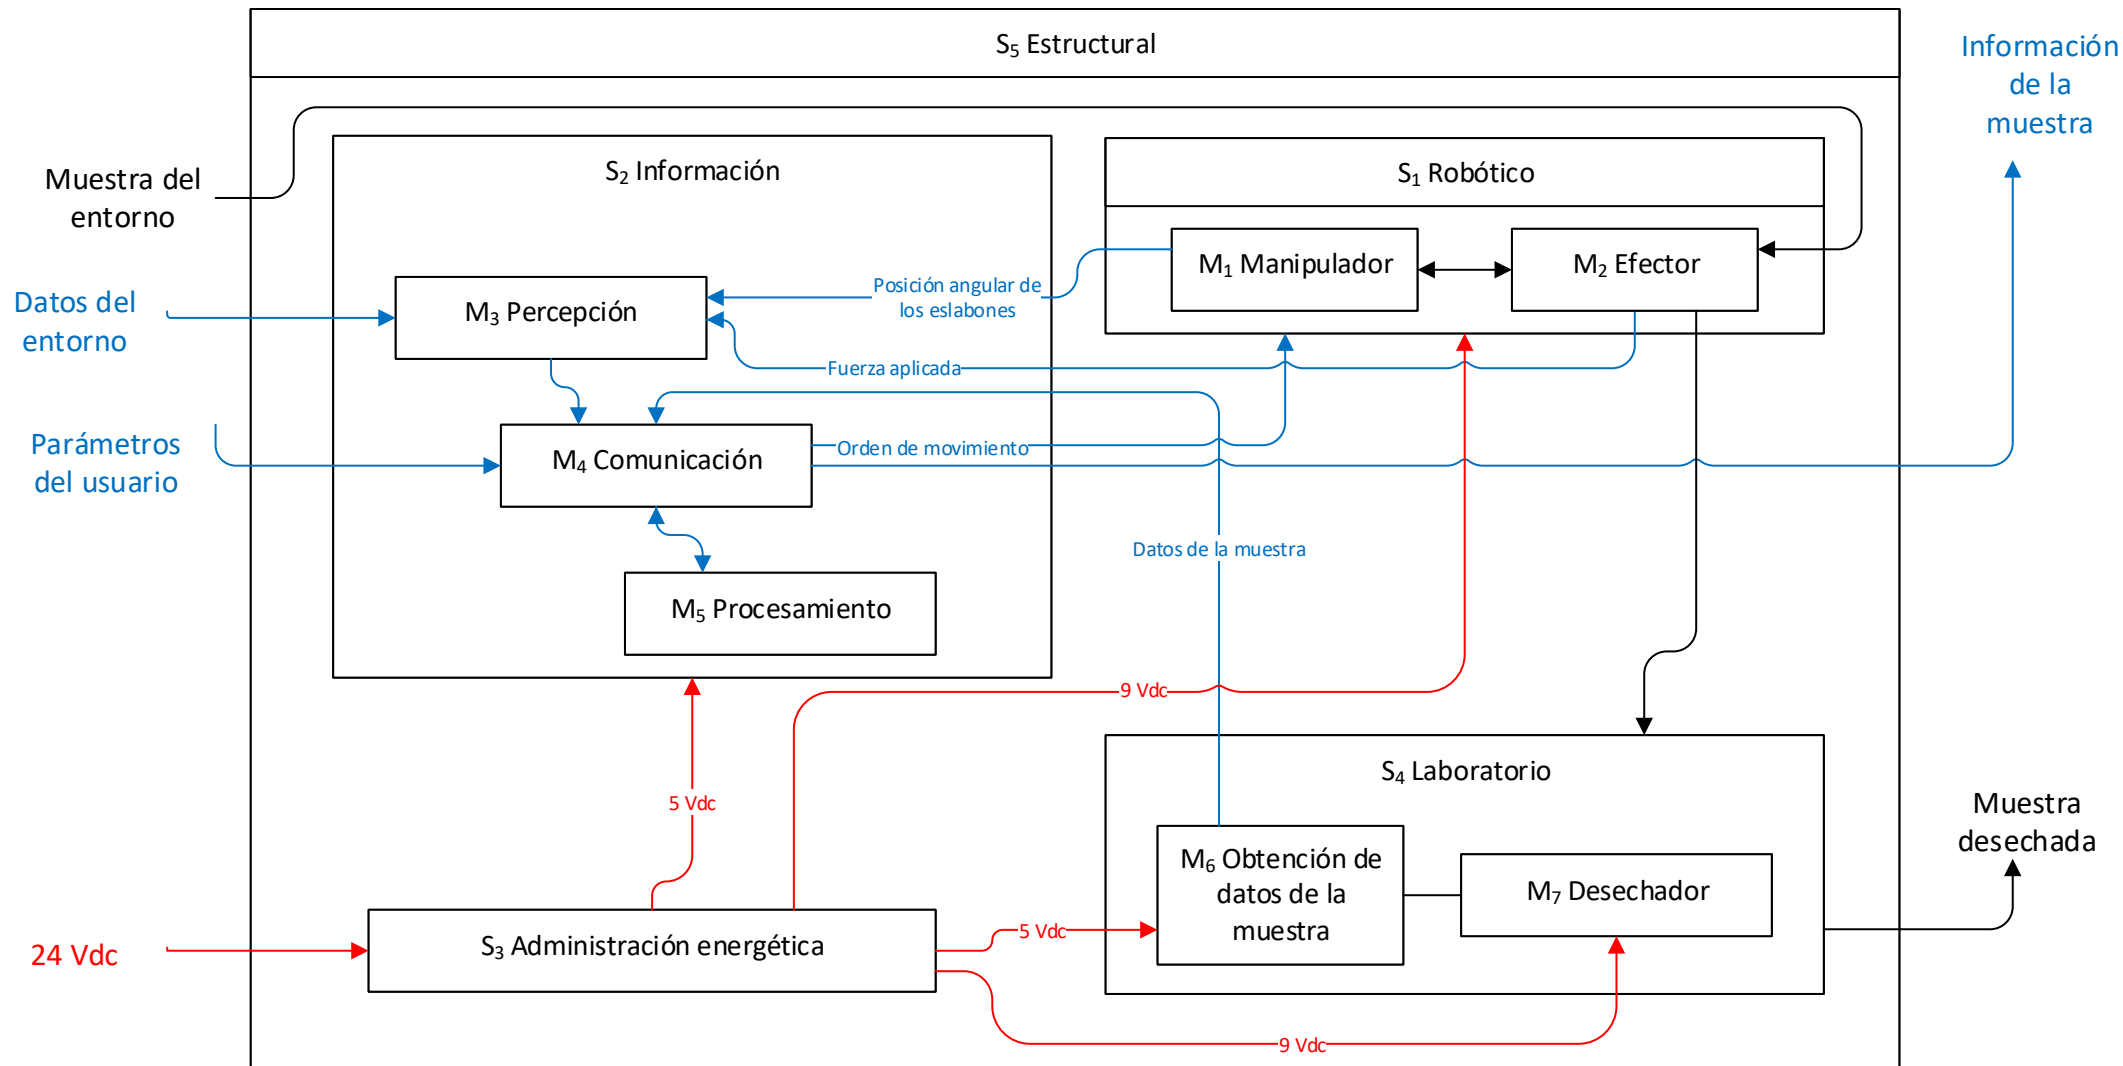 S₅ Estructural
Información
de la
muestra
Muestra del
entorno
S₂ Información
S₁ Robótico
M₁ Manipulador
M₂ Efector
Datos del
entorno
M₃ Percepción
Posición angular de
los eslabones
Fuerza aplicada
Parámetros
del usuario
M₄ Comunicación
Orden de movimiento
Datos de la muestra
M₅ Procesamiento
9 Vdc
5 Vdc
S₄ Laboratorio
M₆ Obtención de
datos de la
muestra
M₇ Desechador
Muestra
desechada
24 Vdc
S₃ Administración energética
5 Vdc
9 Vdc